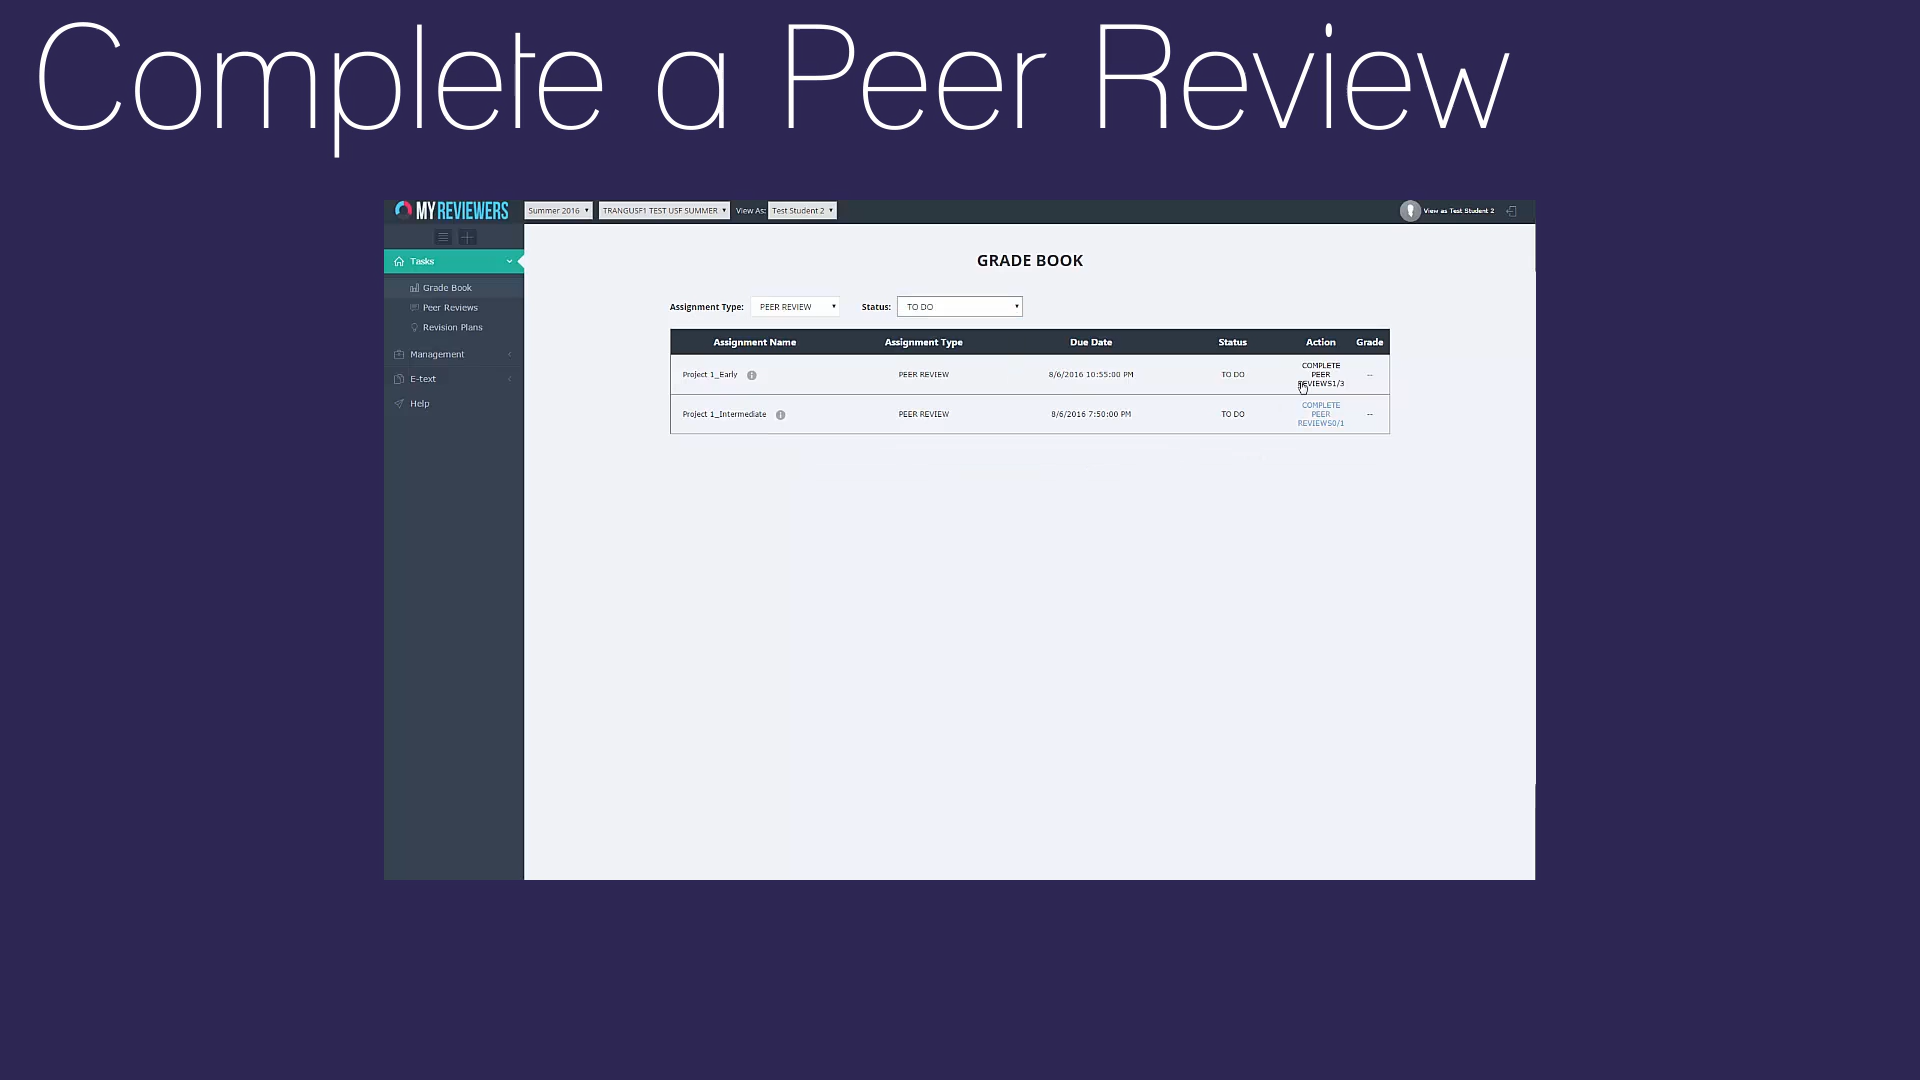 Complete a Peer Review
MY REVIEWERS
Summer 2016
TRANGUSF1 TEST USF SUMMER
View As:
Test Student 2
View as Test Student 2
Tasks
Grade Book
Peer Reviews
Revision Plans
Management
E-text
Help
GRADE BOOK
Assignment Type:
PEER REVIEW
Status:
TO DO
Assignment Name
Assignment Type
Due Date
Status
Action
Grade
Project 1_Early
PEER REVIEW
8/6/2016 10:55:00 PM
TO DO
COMPLETE
PEER
REVIEWS1/3
--
Project 1_Intermediate
PEER REVIEW
8/6/2016 7:50:00 PM
TO DO
COMPLETE
PEER
REVIEWS0/1
--